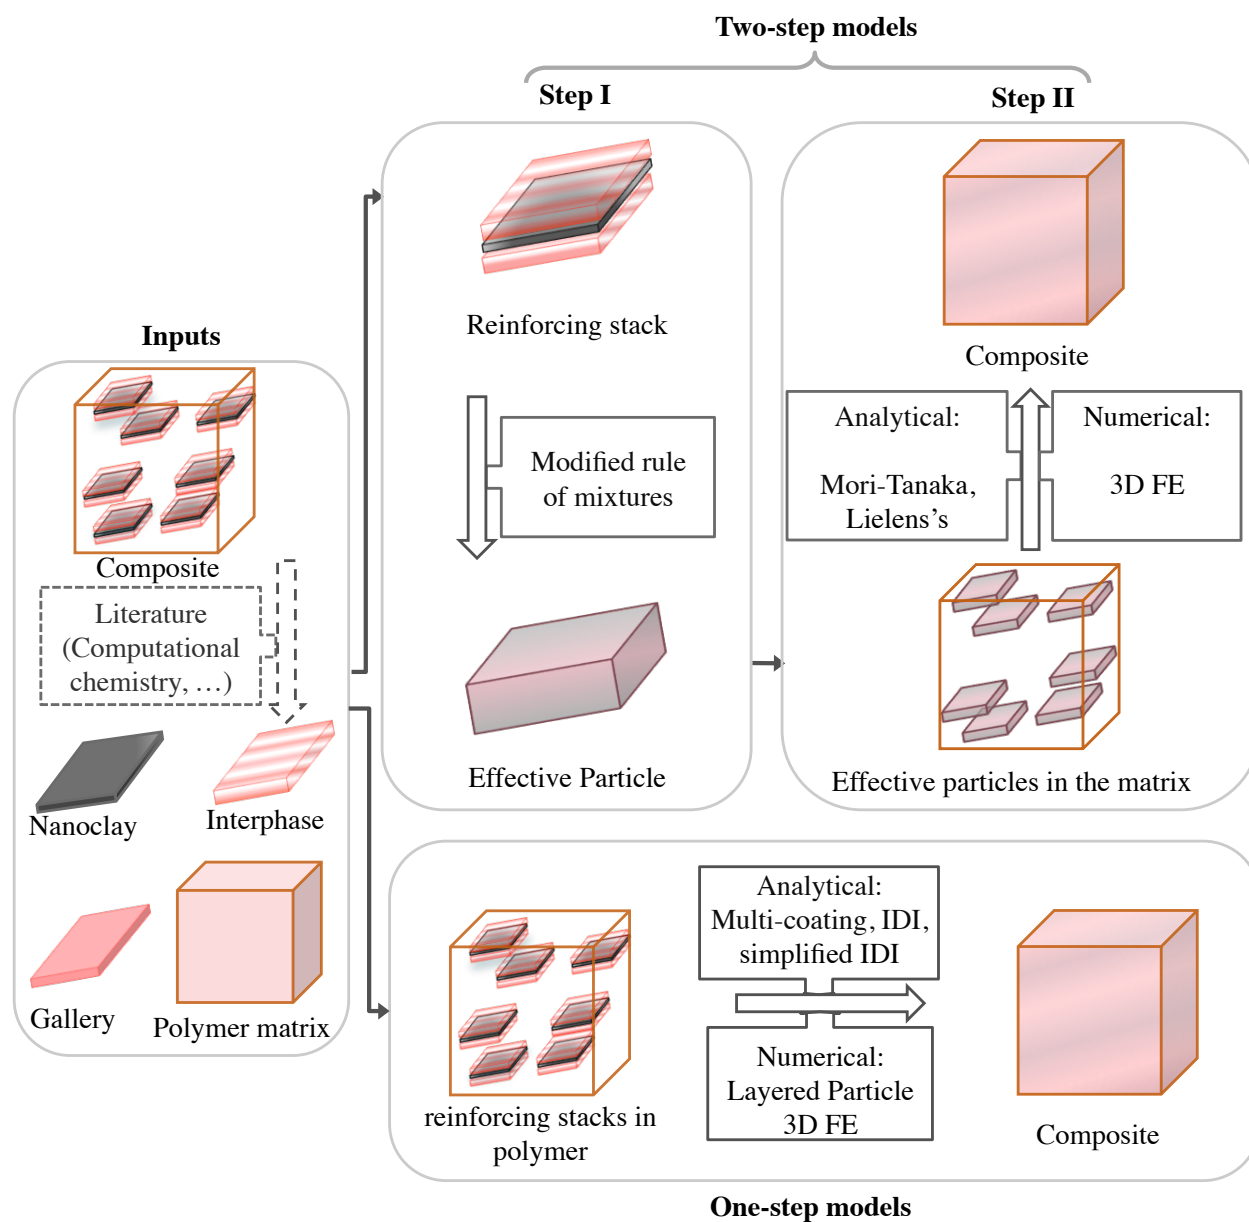 Two-step models
Step I
Step II
Inputs
Composite
Literature
(Computational
chemistry, …)
Nanoclay
Interphase
Gallery
Polymer matrix
Reinforcing stack
Modified rule
of mixtures
Effective Particle
Composite
Analytical:
Mori-Tanaka,
Lielens’s
Numerical:
3D FE
Effective particles in the matrix
reinforcing stacks in
polymer
Analytical:
Multi-coating, IDI,
simplified IDI
Numerical:
Layered Particle
3D FE
Composite
One-step models